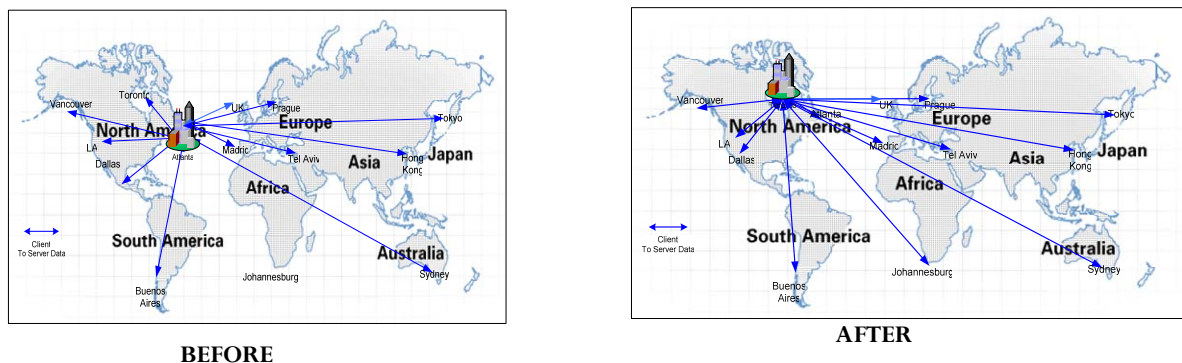 Vancouver
Toronto
UK
Prague
Tokyo
North America
Europe
LA
Atlanta
Madric
Tel Aviv
Hong
Kong
Japan
Dallas
Asia
Africa
South America
Client
To Server Data
Australia
Sydney
Johannesburg
Buenos
Aires
BEFORE
Vancouver
UK
Prague
Tokyo
North America
Europe
LA
Dallas
Madric
Tel Aviv
Hong
Kong
Japan
Asia
Africa
South America
Client
To Server Data
Australia
Sydney
Johannesburg
Buenos
Aires
AFTER